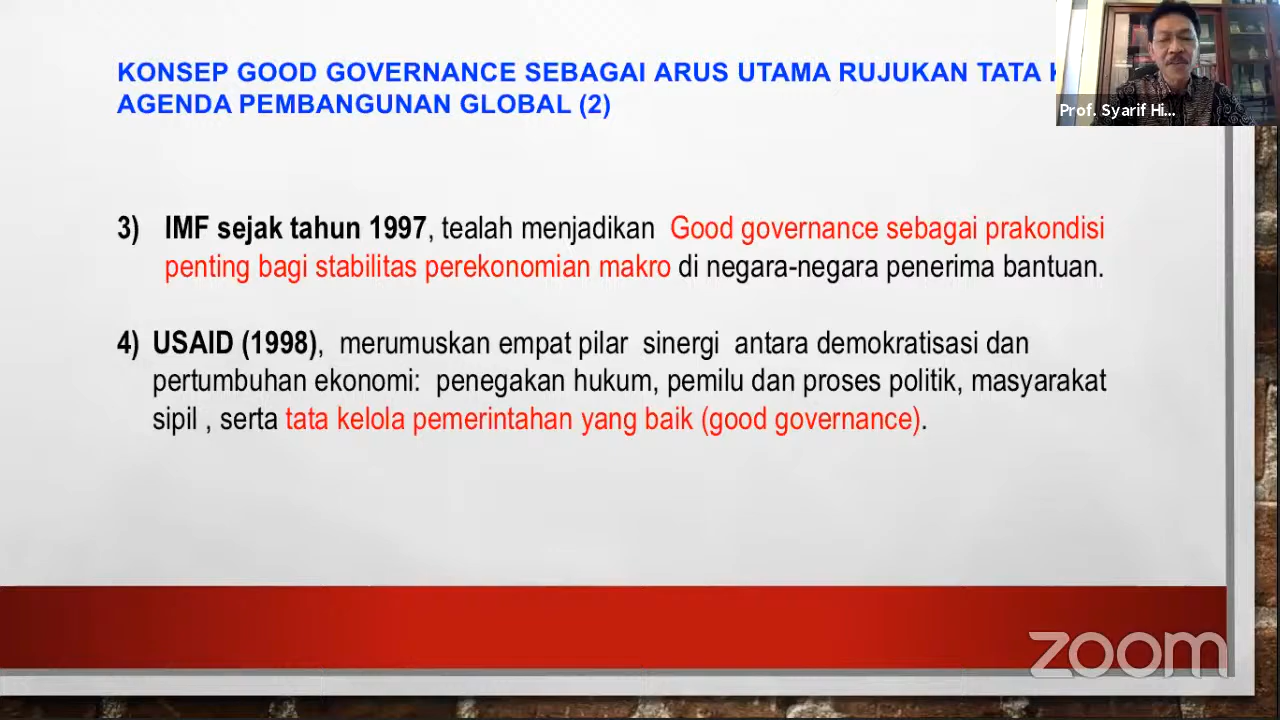 KONSEP GOOD GOVERNANCE SEBAGAI ARUS UTAMA RUJUKAN TATA
AGENDA PEMBANGUNAN GLOBAL (2)
Prof. Syarif Hi...
3) IMF sejak tahun 1997, tealah menjadikan Good governance sebagai prakondisi
penting bagi stabilitas perekonomian makro di negara-negara penerima bantuan.
4) USAID (1998), merumuskan empat pilar sinergi antara demokratisasi dan
pertumbuhan ekonomi: penegakan hukum, pemilu dan proses politik, masyarakat
sipil , serta tata kelola pemerintahan yang baik (good governance).
zoom